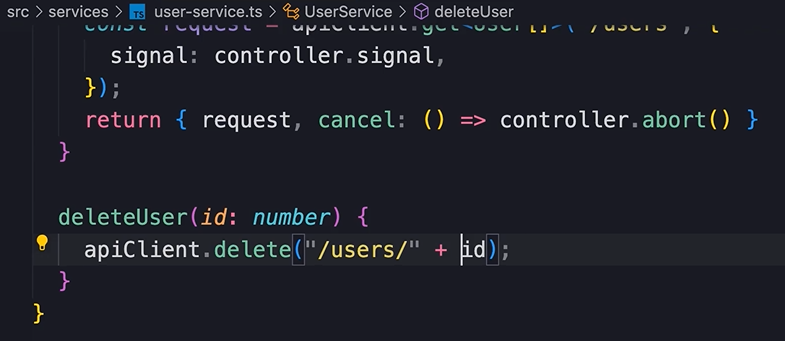 src > services > TS user-service.ts > UserService > deleteUser
const request = apiClient.get<User[]>("/users", {
signal: controller.signal,
});
return { request, cancel: () => controller.abort() }
}
deleteUser(id: number) {
apiClient.delete("/users/" + id);
}
}